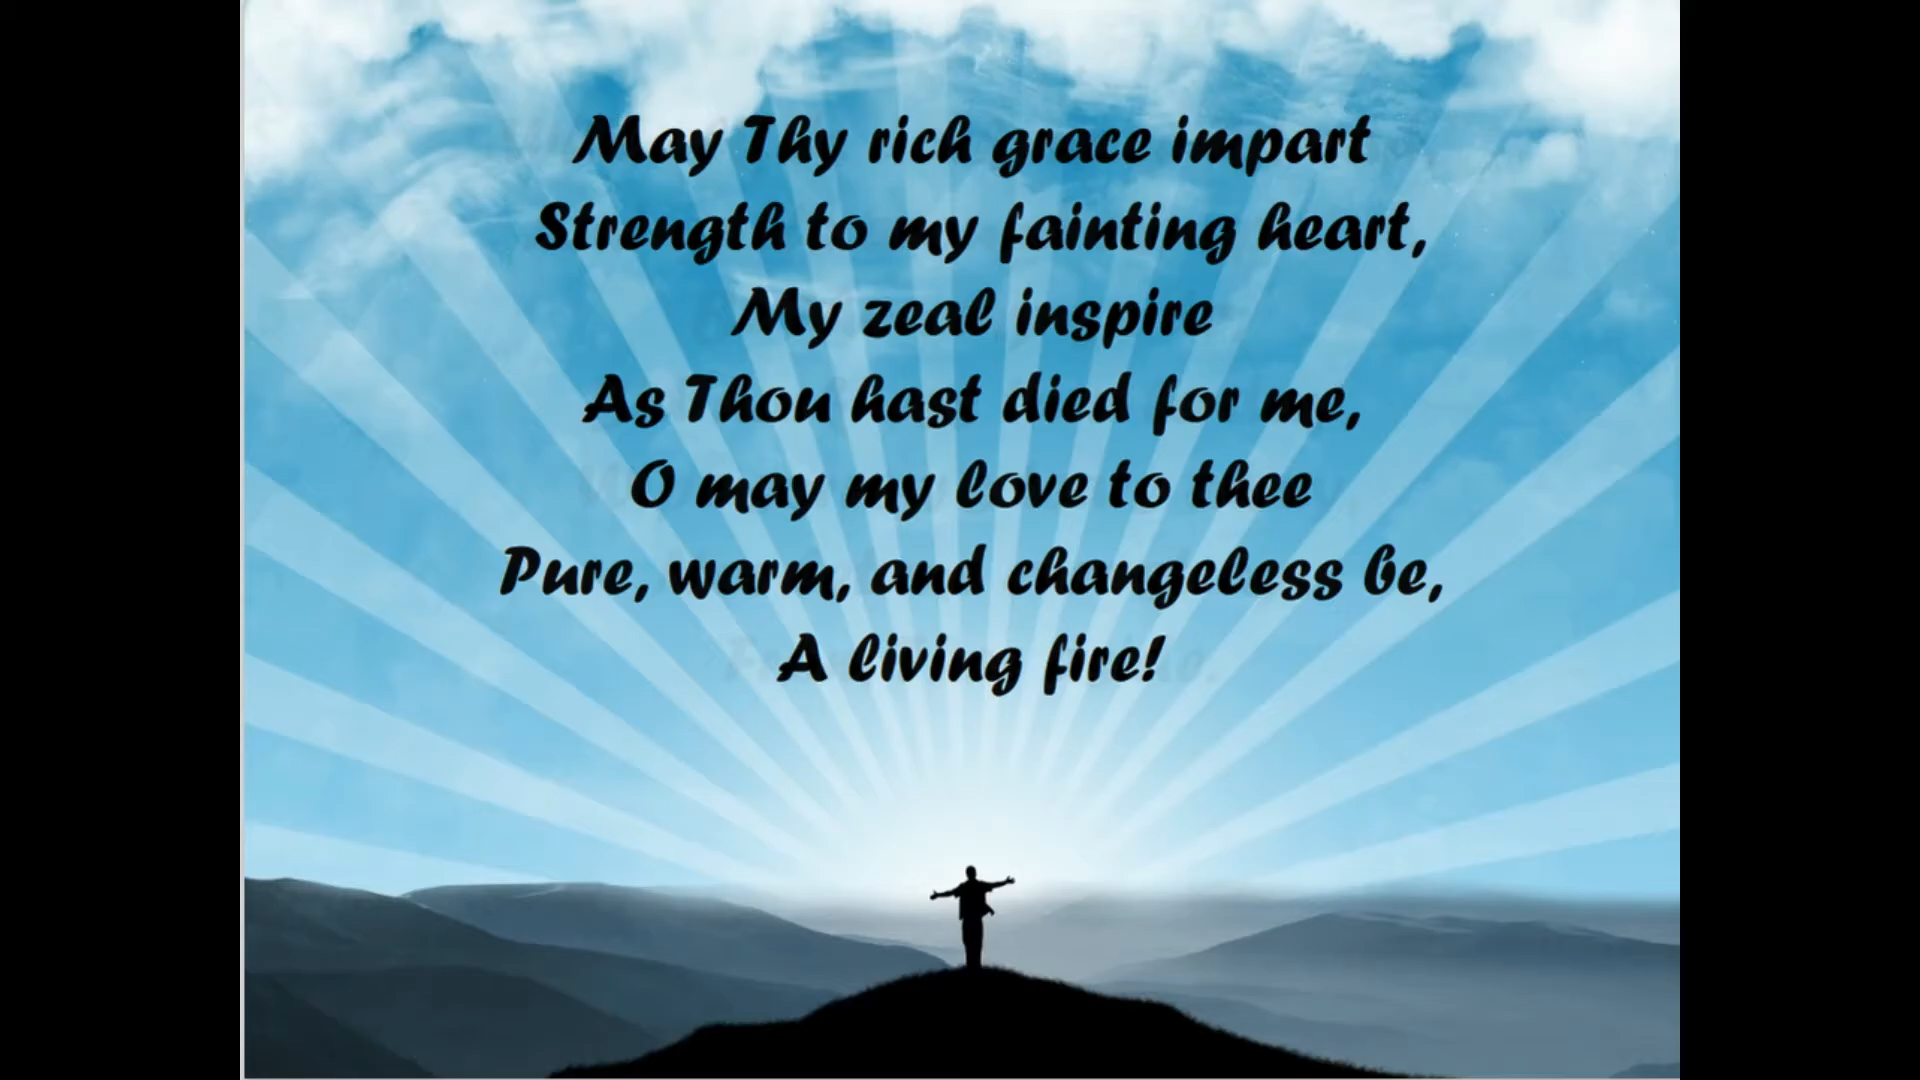 May Thy rich grace impart
Strength to my fainting heart,
My zeal inspire
As Thou hast died for me,
O may my love to thee
Pure, warm, and changeless be,
A living fire!